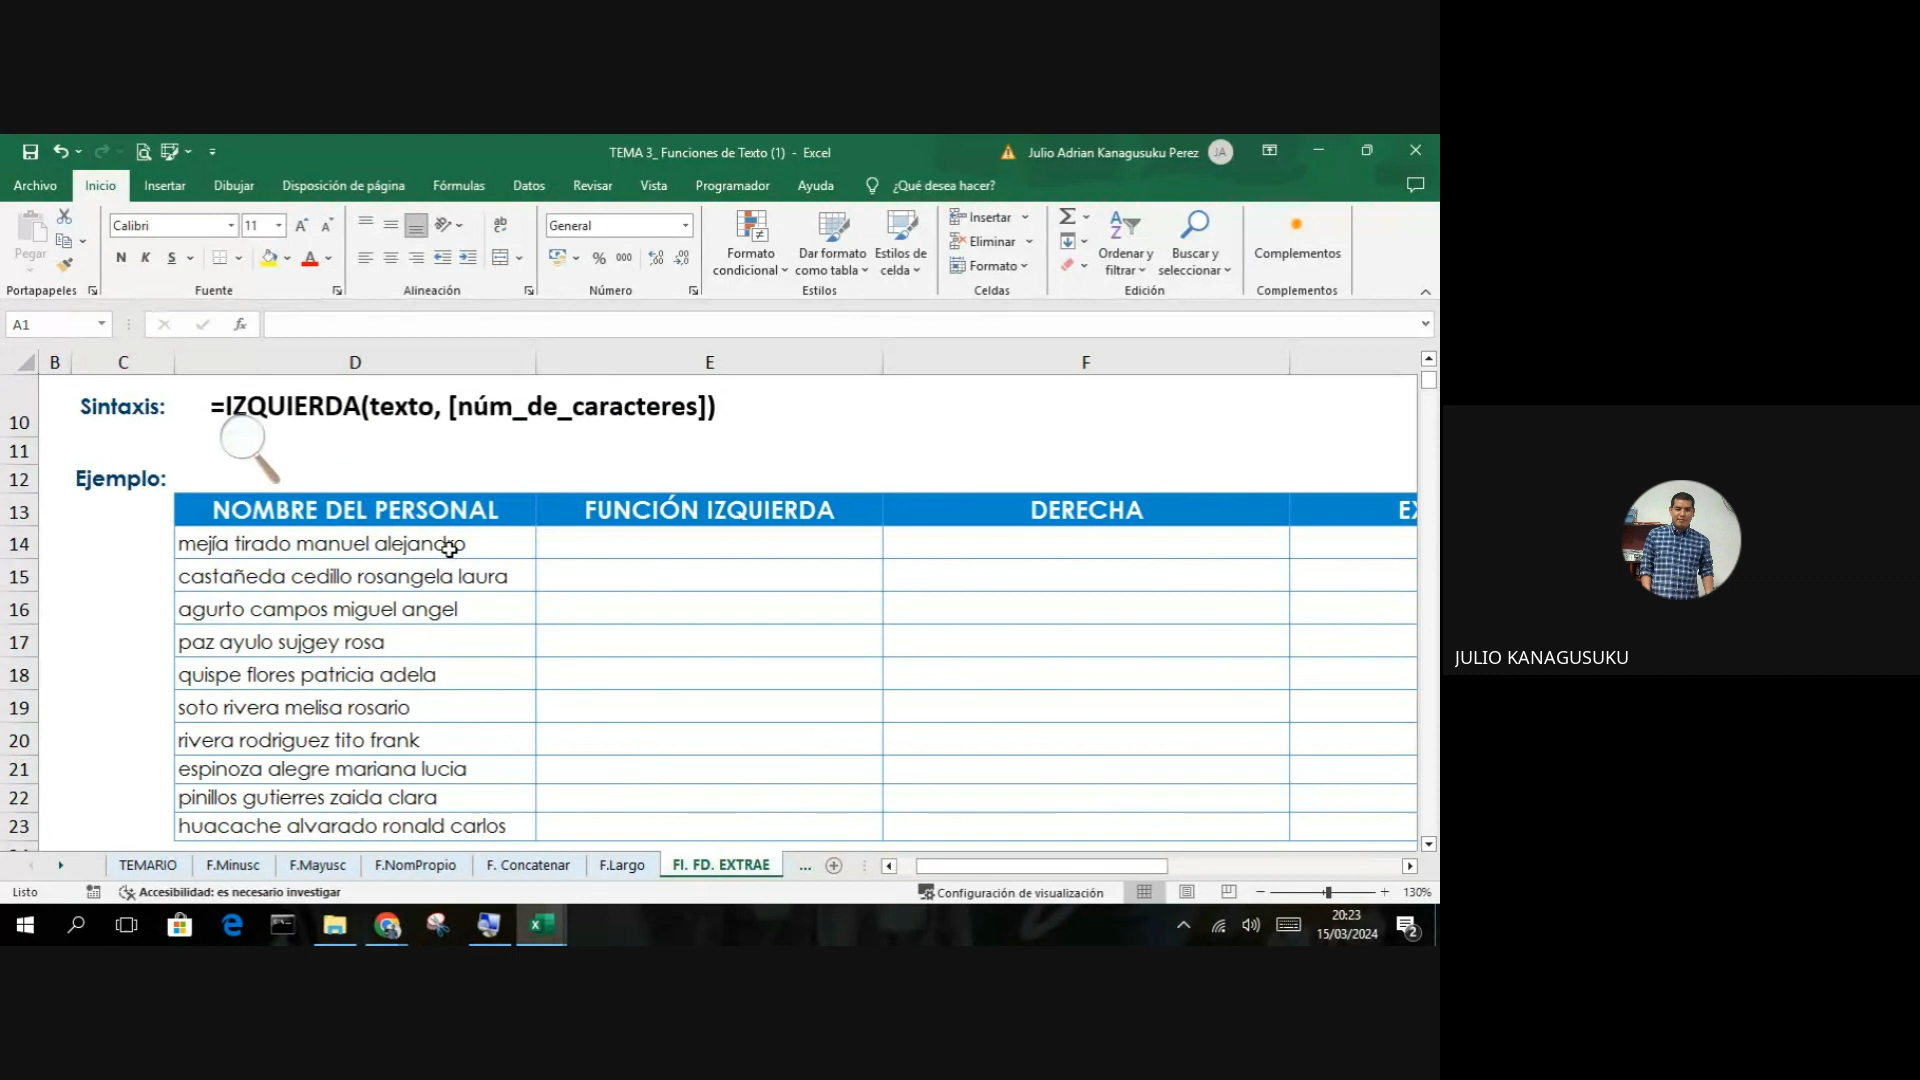 TEMA 3_ Funciones de Texto (1) - Excel
Julio Adrian Kanagusuku Perez
JA
Archivo Inicio Insertar Dibujar Disposición de página Fórmulas Datos Revisar Vista Programador Ayuda ¿Qué desea hacer?
Pegar
Calibri 11
General
N K S
% 000
Formato condicional
Dar formato como tabla
Estilos de celda
Insertar
Eliminar
Formato
Ordenar y filtrar
Buscar y seleccionar
Complementos
Portapapeles Fuente Alineación Número Estilos Celdas Edición Complementos
A1 fx
B C D E F
10 Sintaxis: =IZQUIERDA(texto, [núm_de_caracteres])
11
12 Ejemplo:
13 NOMBRE DEL PERSONAL FUNCIÓN IZQUIERDA DERECHA
14 mejía tirado manuel alejandro
15 castañeda cedillo rosangela laura
16 agurto campos miguel angel
17 paz ayulo sujgey rosa
18 quispe flores patricia adela
19 soto rivera melisa rosario
20 rivera rodriguez tito frank
21 espinoza alegre mariana lucia
22 pinillos gutierres zaida clara
23 huacache alvarado ronald carlos
TEMARIO F.Minusc F.Mayusc F.NomPropio F. Concatenar F.Largo FI. FD. EXTRAE ...
Listo Accesibilidad: es necesario investigar Configuración de visualización 130%
20:23
15/03/2024
2
JULIO KANAGUSUKU